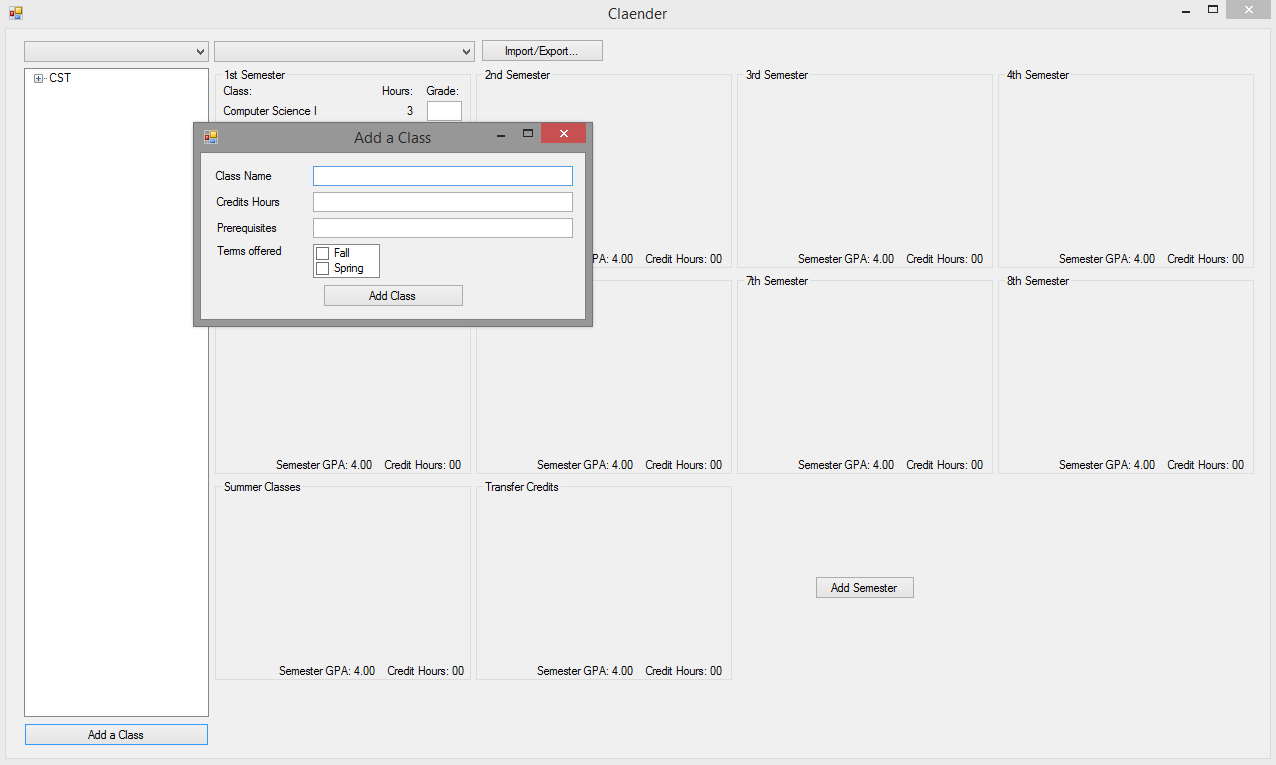 Claender
Import/Export...
CST
1st Semester
Class: Hours: Grade:
Computer Science I 3
2nd Semester
3rd Semester
4th Semester
Add a Class
Class Name
Credits Hours
Prerequisites
Terms offered
Fall
Spring
Add Class
PA: 4.00 Credit Hours: 00
Semester GPA: 4.00 Credit Hours: 00
Semester GPA: 4.00 Credit Hours: 00
7th Semester
8th Semester
Semester GPA: 4.00 Credit Hours: 00
Semester GPA: 4.00 Credit Hours: 00
Semester GPA: 4.00 Credit Hours: 00
Semester GPA: 4.00 Credit Hours: 00
Summer Classes
Transfer Credits
Add Semester
Semester GPA: 4.00 Credit Hours: 00
Semester GPA: 4.00 Credit Hours: 00
Add a Class